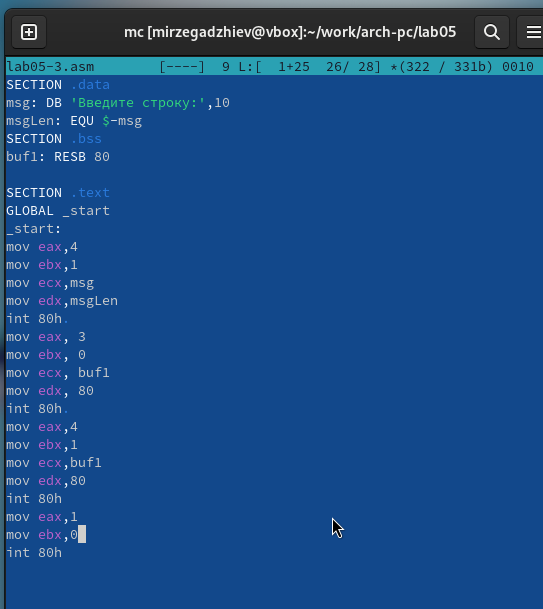 mc [mirzegadzhiev@vbox]:~/work/arch-pc/lab05
lab05-3.asm [----] 9 L:[ 1+25 26/ 28] *(322 / 331b) 0010
SECTION .data
msg: DB 'Введите строку:',10
msgLen: EQU $-msg
SECTION .bss
buf1: RESB 80
SECTION .text
GLOBAL _start
_start:
mov eax,4
mov ebx,1
mov ecx,msg
mov edx,msgLen
int 80h.
mov eax, 3
mov ebx, 0
mov ecx, buf1
mov edx, 80
int 80h.
mov eax,4
mov ebx,1
mov ecx,buf1
mov edx,80
int 80h
mov eax,1
mov ebx,0
int 80h